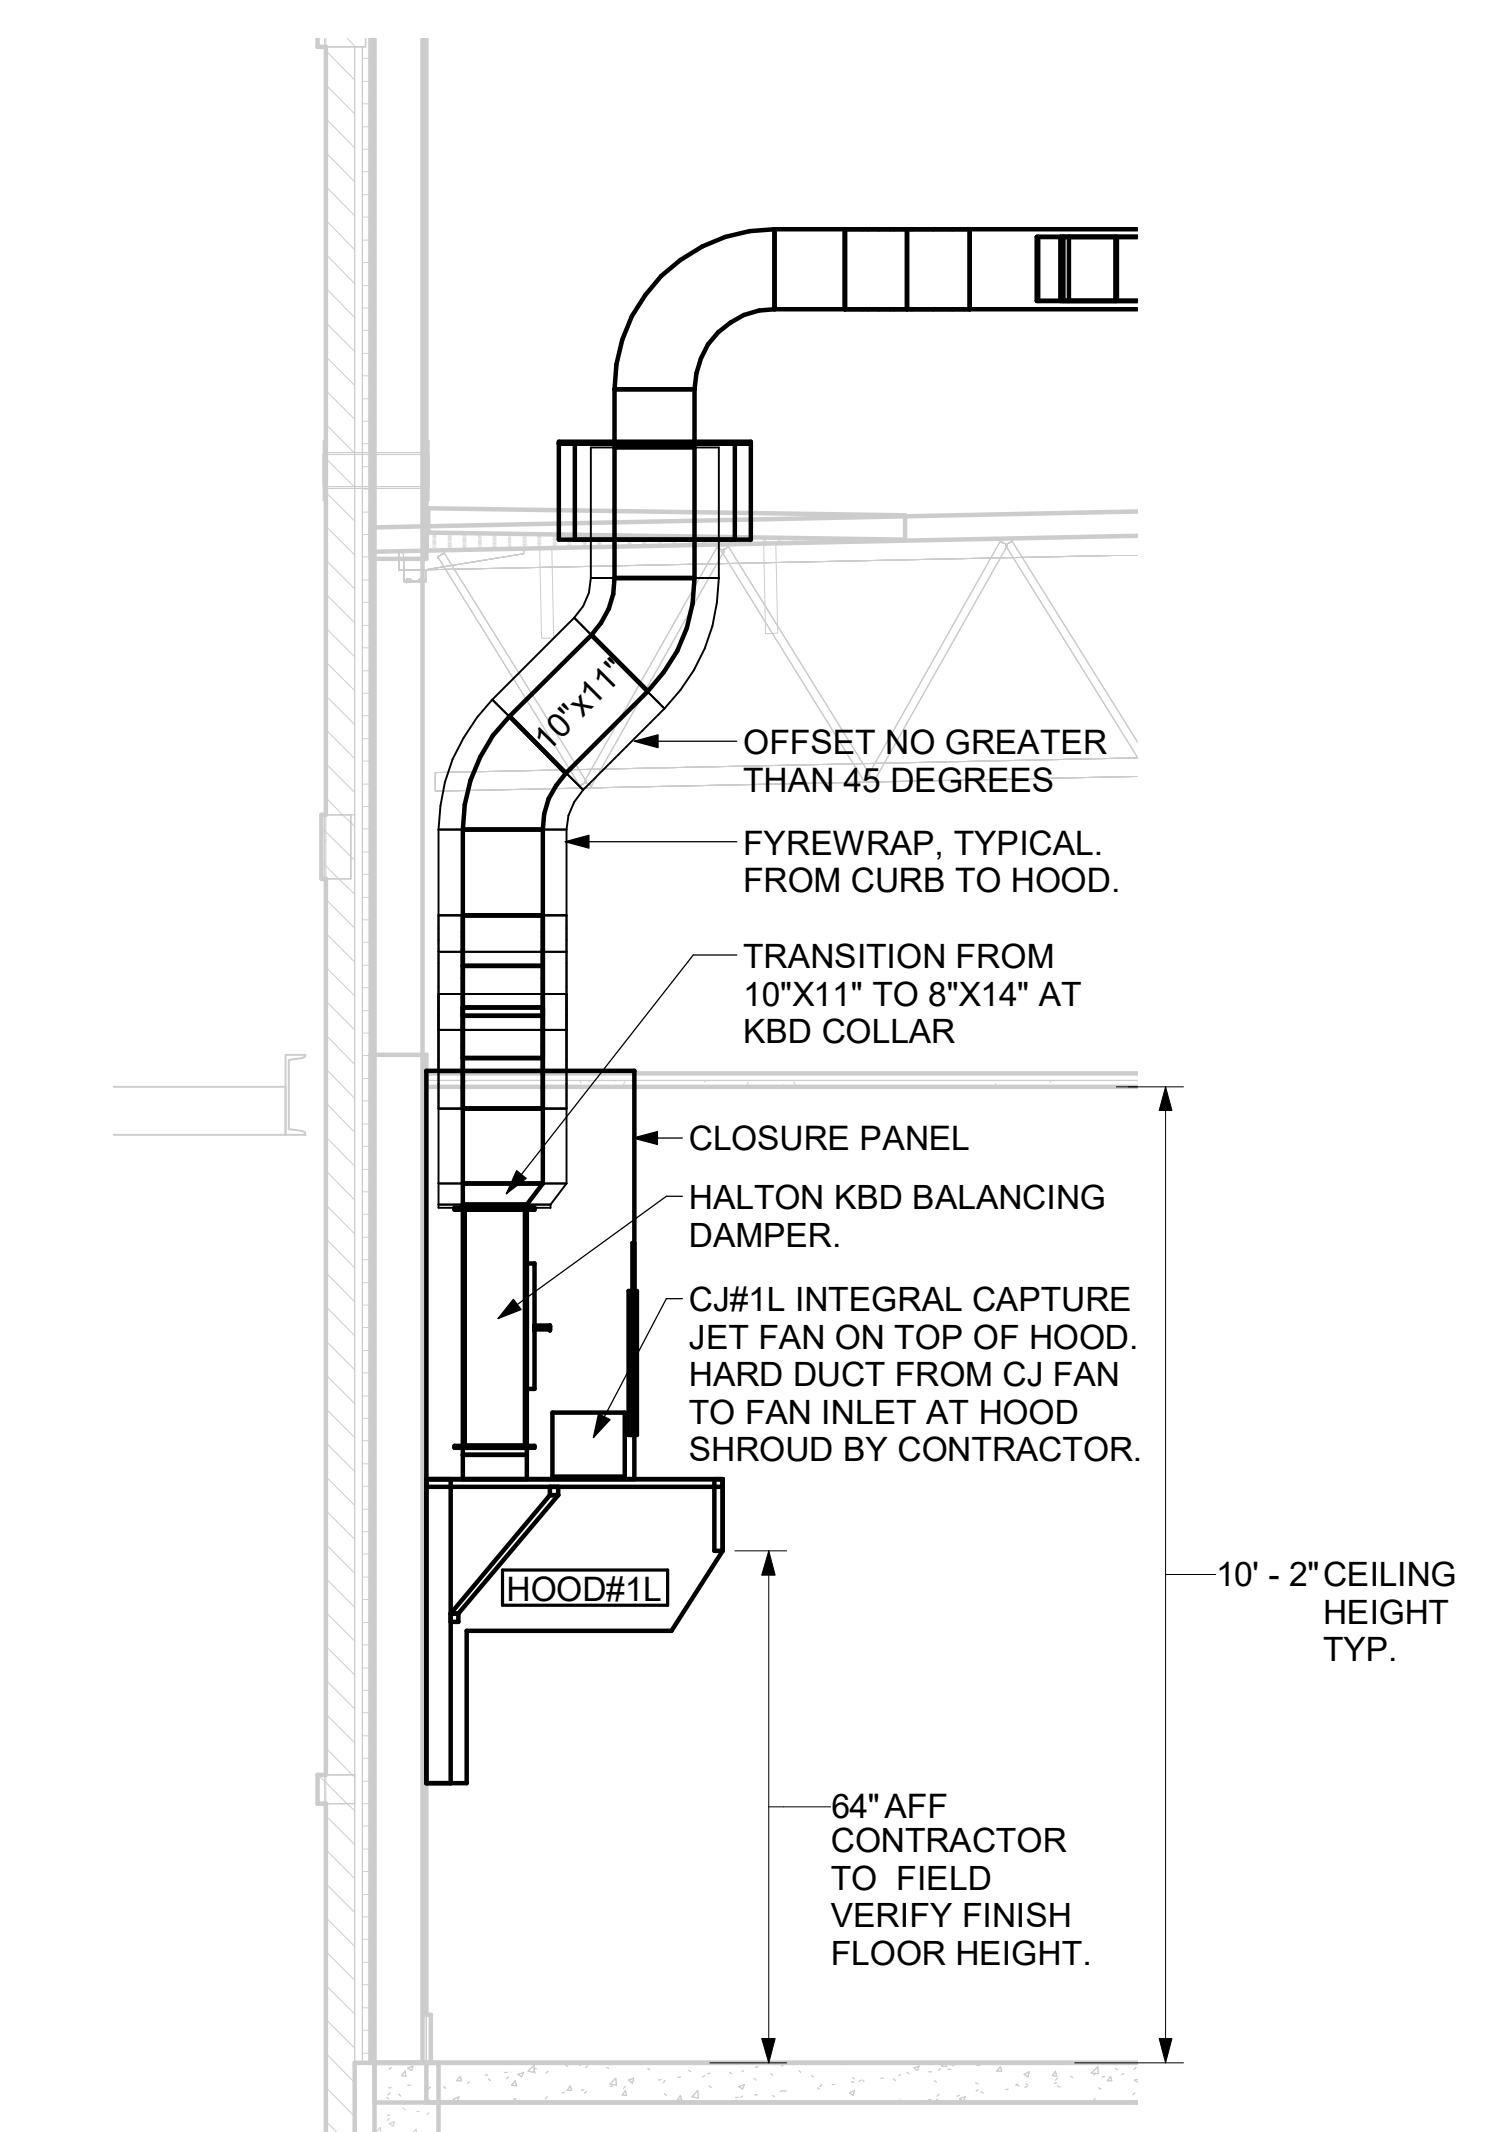 10"x11"
OFFSET NO GREATER
THAN 45 DEGREES
FYREWRAP, TYPICAL.
FROM CURB TO HOOD.
TRANSITION FROM
10"X11" TO 8"X14" AT
KBD COLLAR
CLOSURE PANEL
HALTON KBD BALANCING
DAMPER.
CJ#1L INTEGRAL CAPTURE
JET FAN ON TOP OF HOOD.
HARD DUCT FROM CJ FAN
TO FAN INLET AT HOOD
SHROUD BY CONTRACTOR.
HOOD#1L
10' - 2" CEILING
HEIGHT
TYP.
64" AFF
CONTRACTOR
TO FIELD
VERIFY FINISH
FLOOR HEIGHT.